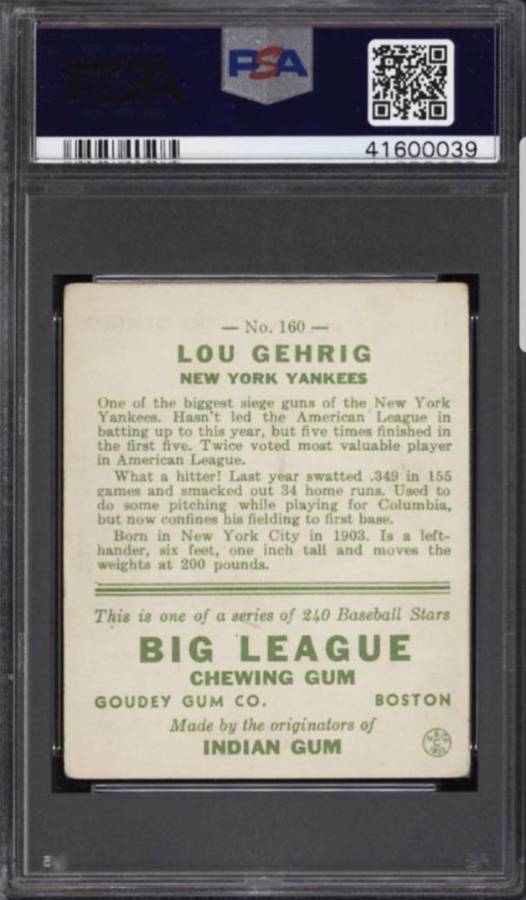 PSA
PSA
41600039
— No. 160 —
LOU GEHRIG
NEW YORK YANKEES
One of the biggest siege guns of the New York
Yankees. Hasn't led the American League in
batting up to this year, but five times finished in
the first five. Twice voted most valuable player
in American League.
What a hitter! Last year swatted .349 in 155
games and smacked out 34 home runs. Used to
do some pitching while playing for Columbia,
but now confines his fielding to first base.
Born in New York City in 1903. Is a left-
hander, six feet, one inch tall and moves the
weights at 200 pounds.
This is one of a series of 240 Baseball Stars
BIG LEAGUE
CHEWING GUM
GOUDEY GUM CO. BOSTON
Made by the originators of
INDIAN GUM